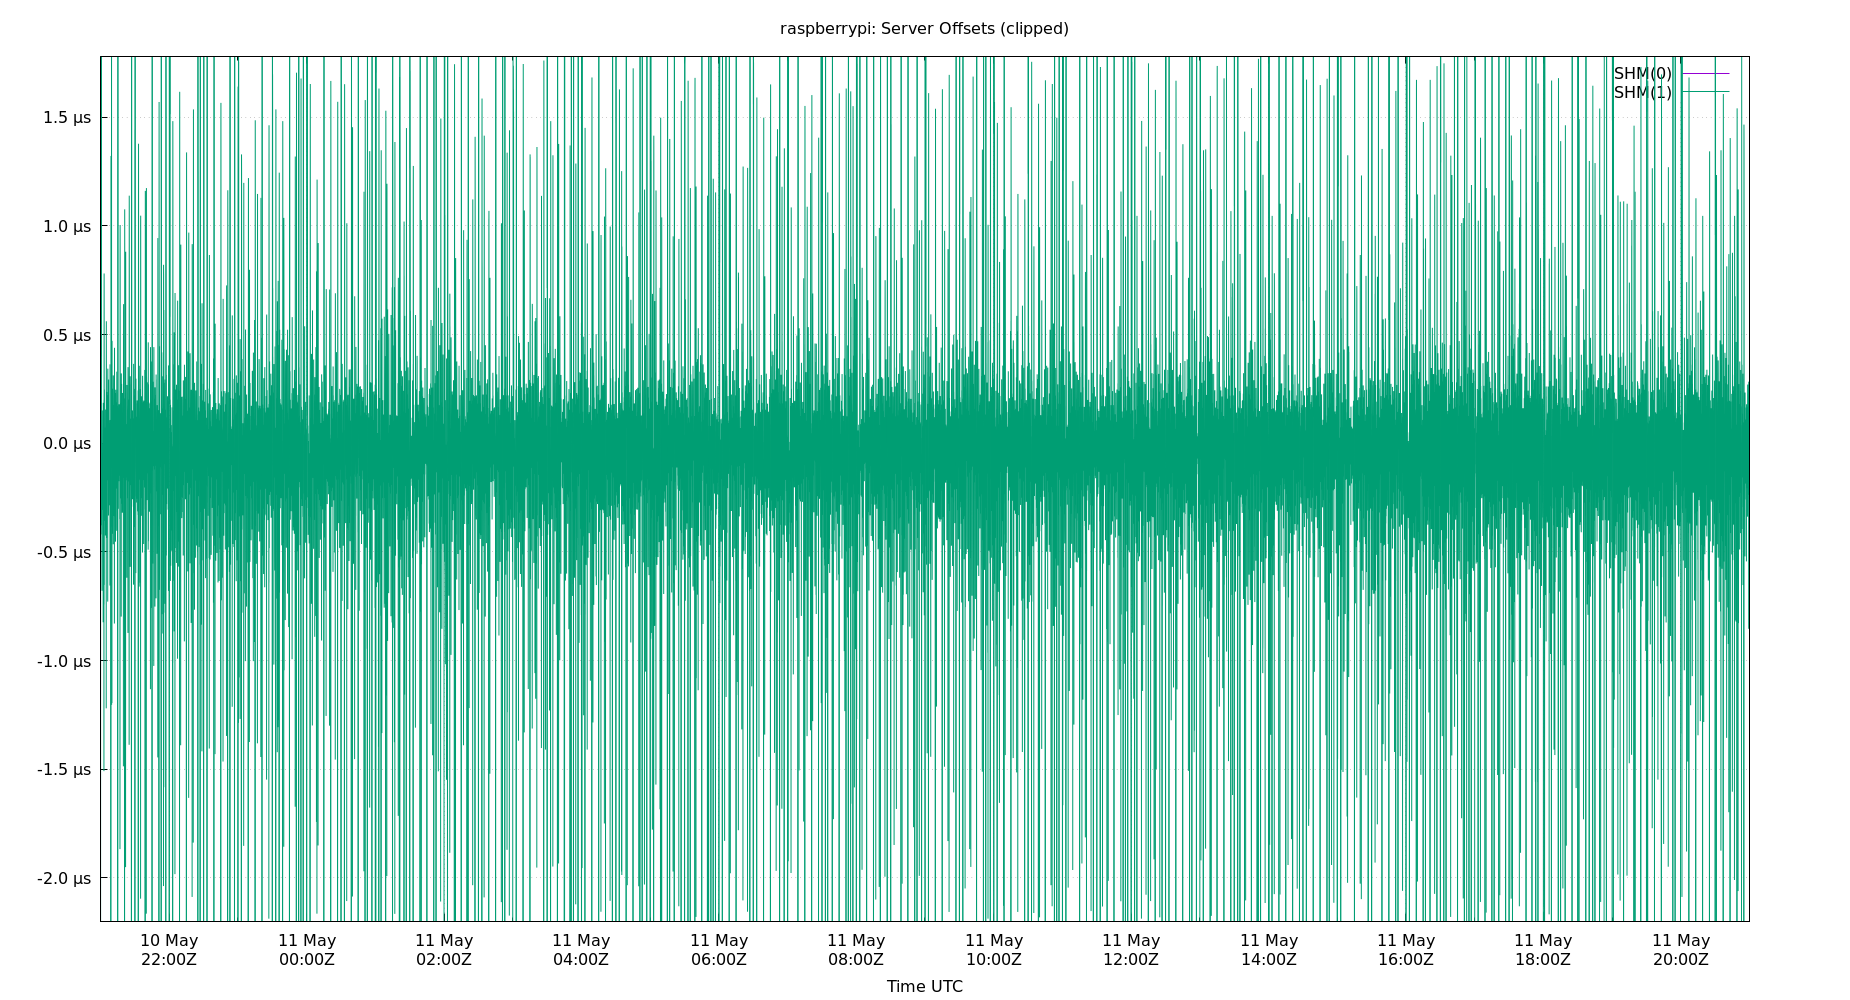 raspberrypi: Server Offsets (clipped)
SHM(0)
SHM(1)
1.5 µs
1.0 µs
0.5 µs
0.0 µs
-0.5 µs
-1.0 µs
-1.5 µs
-2.0 µs
10 May 11 May 11 May 11 May 11 May 11 May 11 May 11 May 11 May 11 May 11 May 11 May
22:00Z 00:00Z 02:00Z 04:00Z 06:00Z 08:00Z 10:00Z 12:00Z 14:00Z 16:00Z 18:00Z 20:00Z
Time UTC